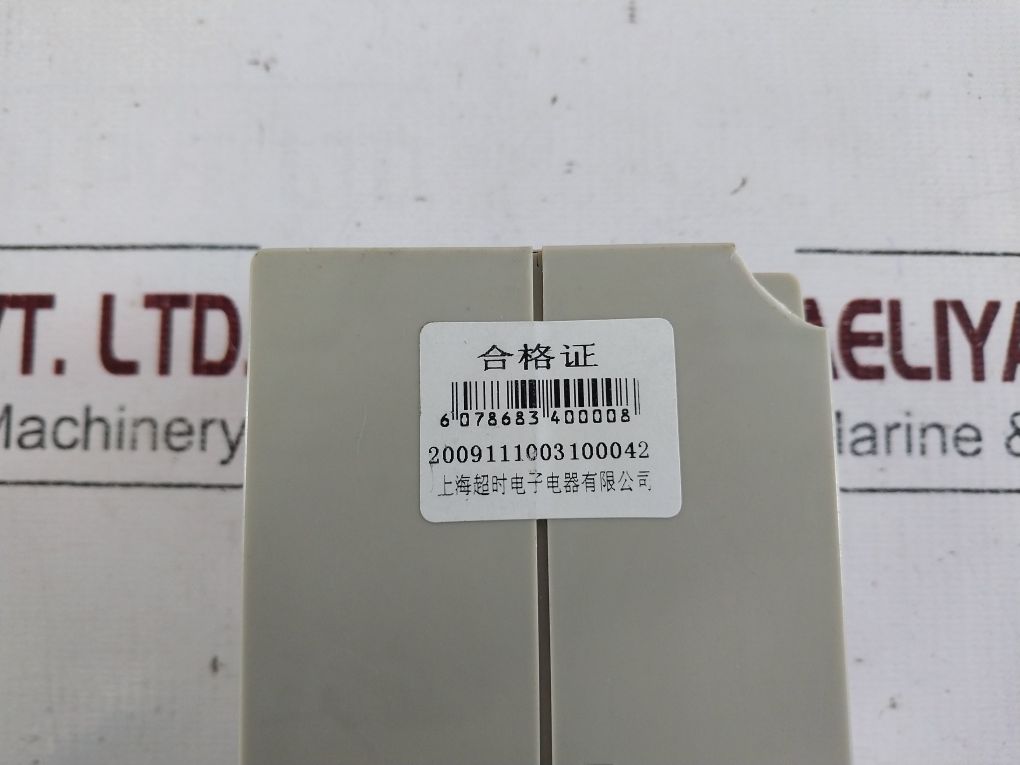 VT. LTD.
AELIYA
Machinery
Marine &
合格证
6 078683 400008
2009111003100042
上海超时电子电器有限公司